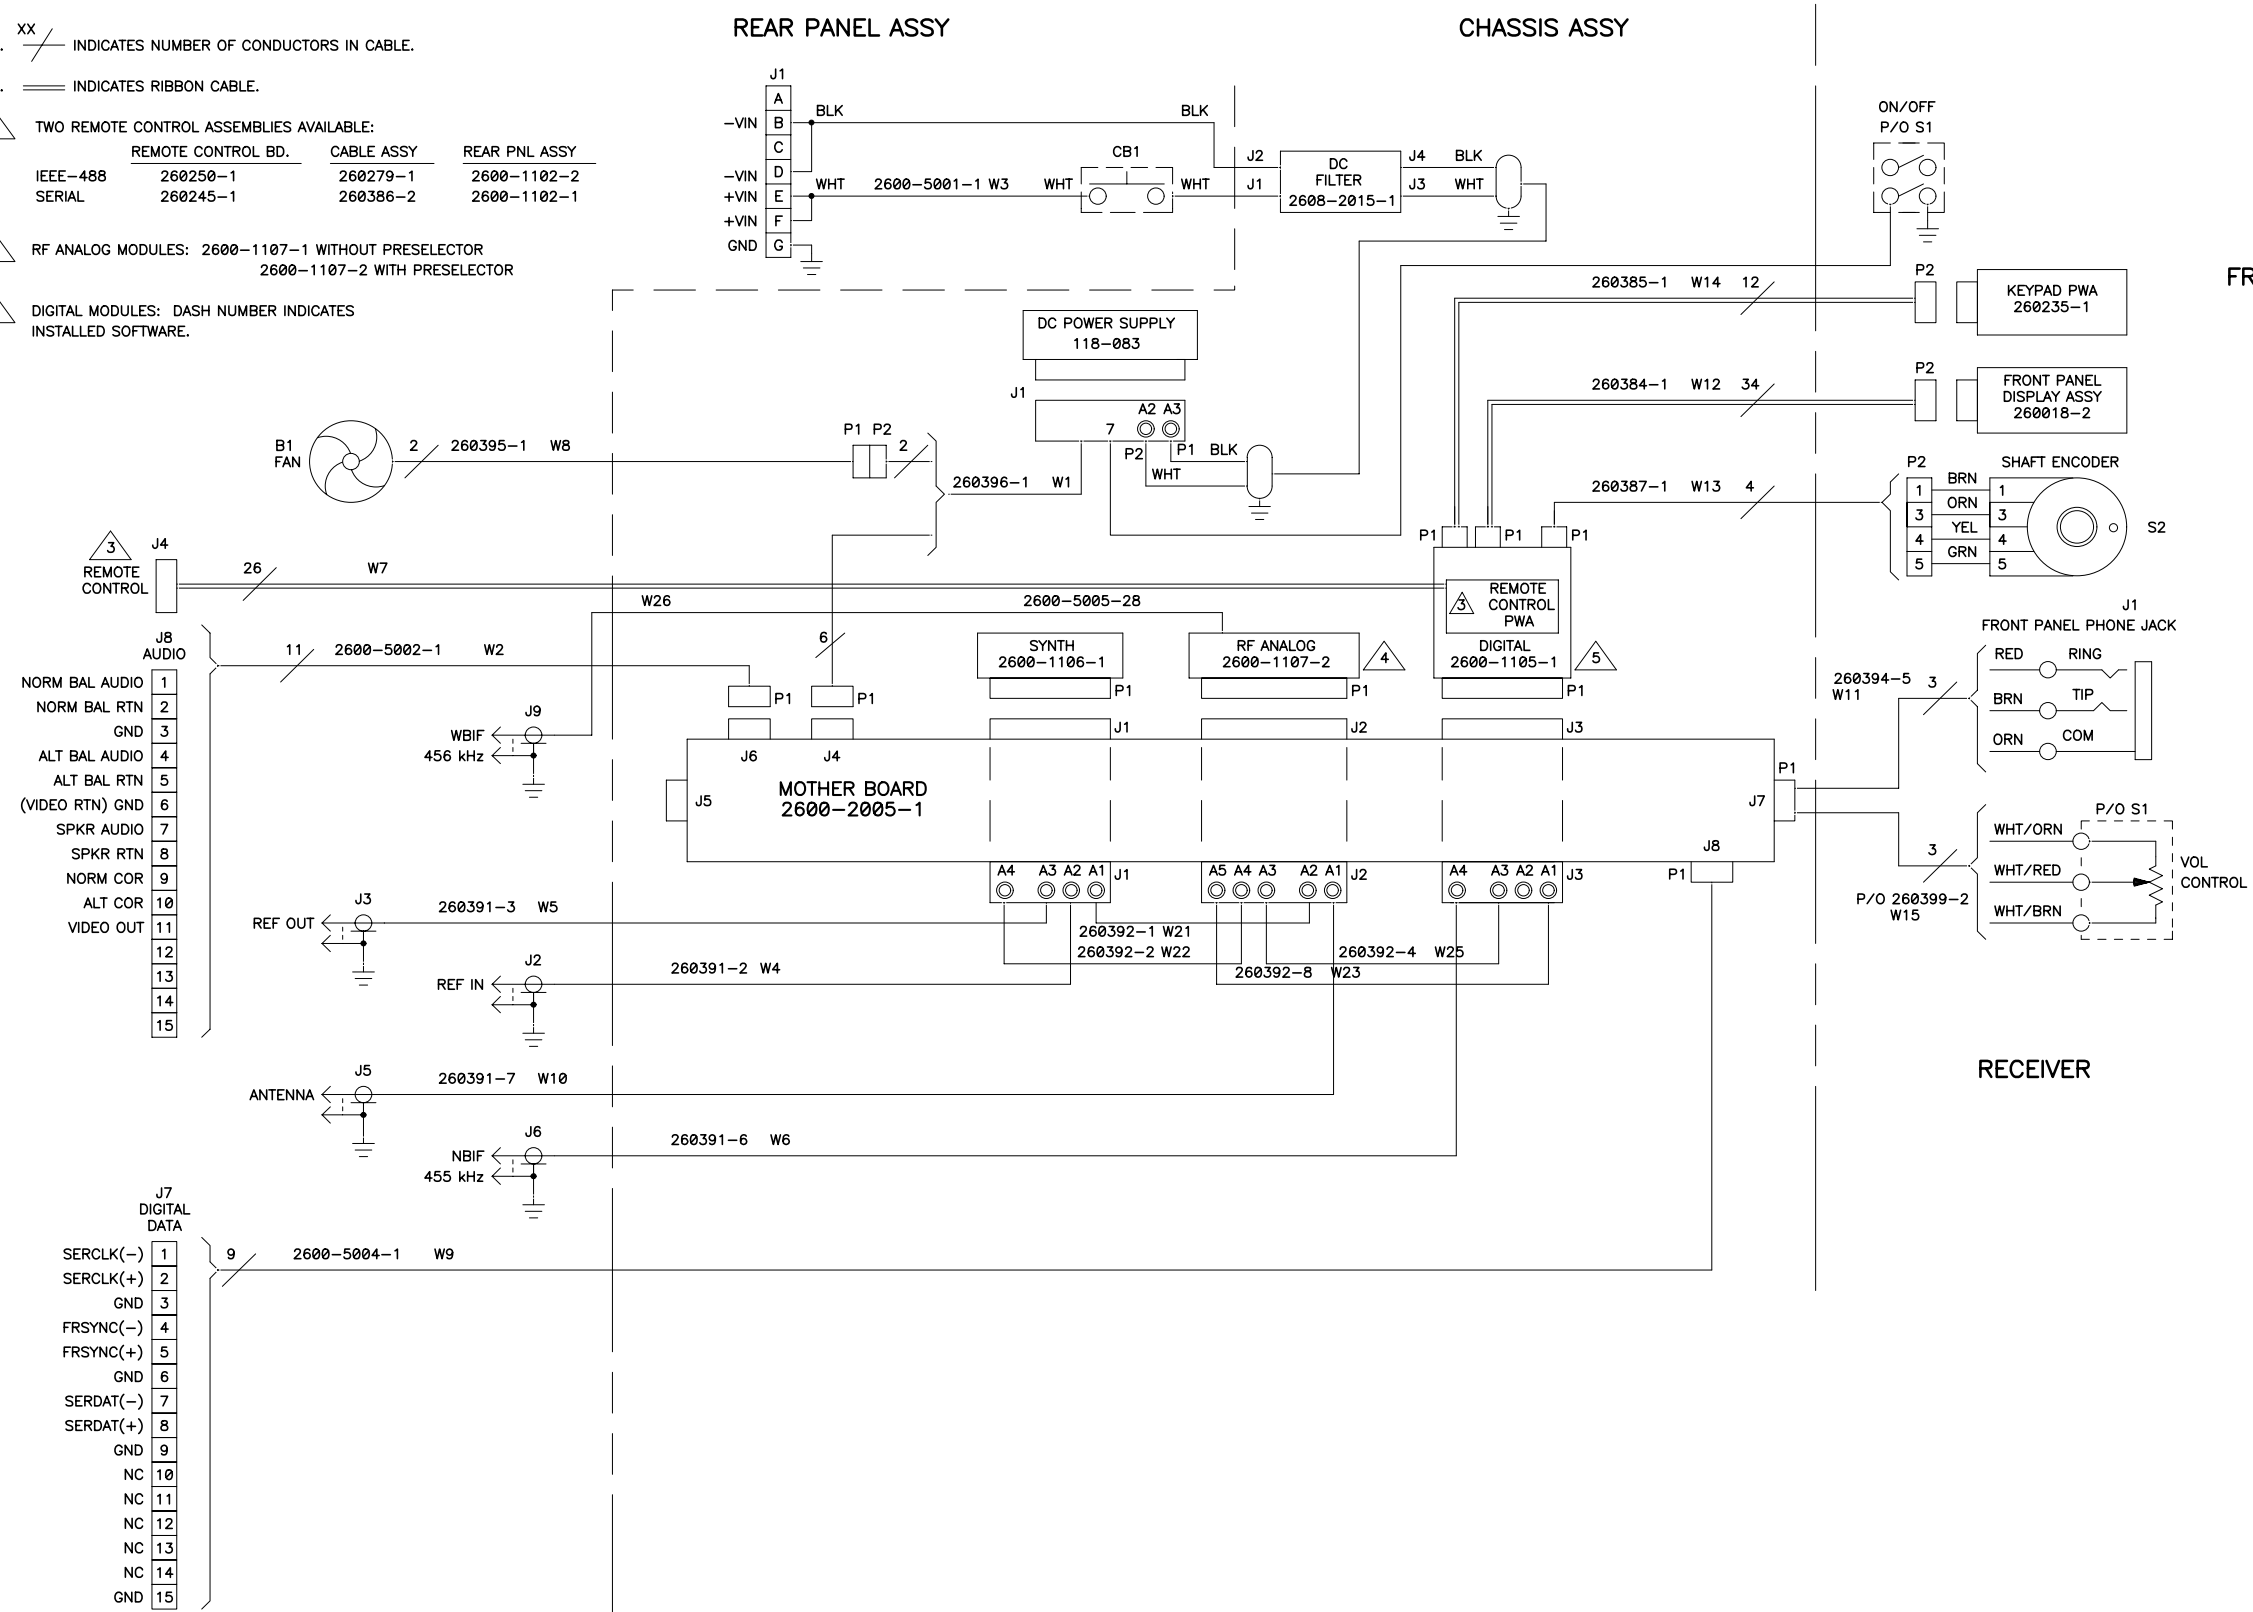 REAR PANEL ASSY
CHASSIS ASSY
XX
INDICATES NUMBER OF CONDUCTORS IN CABLE.
INDICATES RIBBON CABLE.
TWO REMOTE CONTROL ASSEMBLIES AVAILABLE:
REMOTE CONTROL BD. CABLE ASSY REAR PNL ASSY
IEEE-488 260250-1 260279-1 2600-1102-2
SERIAL 260245-1 260386-2 2600-1102-1
RF ANALOG MODULES: 2600-1107-1 WITHOUT PRESELECTOR
2600-1107-2 WITH PRESELECTOR
DIGITAL MODULES: DASH NUMBER INDICATES
INSTALLED SOFTWARE.
J1
A
-VIN B
C
-VIN D
+VIN E
+VIN F
GND G
BLK
BLK
WHT 2600-5001-1 W3 WHT
CB1
WHT
J2
J1
DC
FILTER
2608-2015-1
J4 BLK
J3 WHT
ON/OFF
P/O S1
260385-1 W14 12
P2
KEYPAD PWA
260235-1
FR
DC POWER SUPPLY
118-083
J1
A2 A3
7
P2
P1 BLK
WHT
260384-1 W12 34
P2
FRONT PANEL
DISPLAY ASSY
260018-2
B1
FAN
2 260395-1 W8
P1 P2
2
260396-1 W1
260387-1 W13 4
P2
SHAFT ENCODER
1 BRN 1
3 ORN 3
4 YEL 4
5 GRN 5
S2
3
REMOTE
CONTROL
J4
26 W7
P1
P1
P1
3
REMOTE
CONTROL
PWA
W26 2600-5005-28
J8
AUDIO
11 2600-5002-1 W2
6
SYNTH
2600-1106-1
RF ANALOG
2600-1107-2
4
DIGITAL
2600-1105-1
5
NORM BAL AUDIO 1
NORM BAL RTN 2
GND 3
ALT BAL AUDIO 4
ALT BAL RTN 5
(VIDEO RTN) GND 6
SPKR AUDIO 7
SPKR RTN 8
NORM COR 9
ALT COR 10
VIDEO OUT 11
12
13
14
15
P1
P1
P1
P1
P1
J1
J2
J3
J9
WBIF
456 kHz
J6
J4
J5
MOTHER BOARD
2600-2005-1
J7
P1
J8
P1
J1
FRONT PANEL PHONE JACK
RED RING
BRN TIP
ORN COM
260394-5
W11
3
P/O S1
WHT/ORN
WHT/RED
WHT/BRN
VOL
CONTROL
3
P/O 260399-2
W15
A4 A3 A2 A1 J1
A5 A4 A3 A2 A1 J2
A4 A3 A2 A1 J3
J3
REF OUT
260391-3 W5
260392-1 W21
260392-2 W22
260392-4 W25
260392-8 W23
J2
REF IN
260391-2 W4
RECEIVER
J5
ANTENNA
260391-7 W10
J6
NBIF
455 kHz
260391-6 W6
J7
DIGITAL
DATA
9 2600-5004-1 W9
SERCLK(-) 1
SERCLK(+) 2
GND 3
FRSYNC(-) 4
FRSYNC(+) 5
GND 6
SERDAT(-) 7
SERDAT(+) 8
GND 9
NC 10
NC 11
NC 12
NC 13
NC 14
GND 15